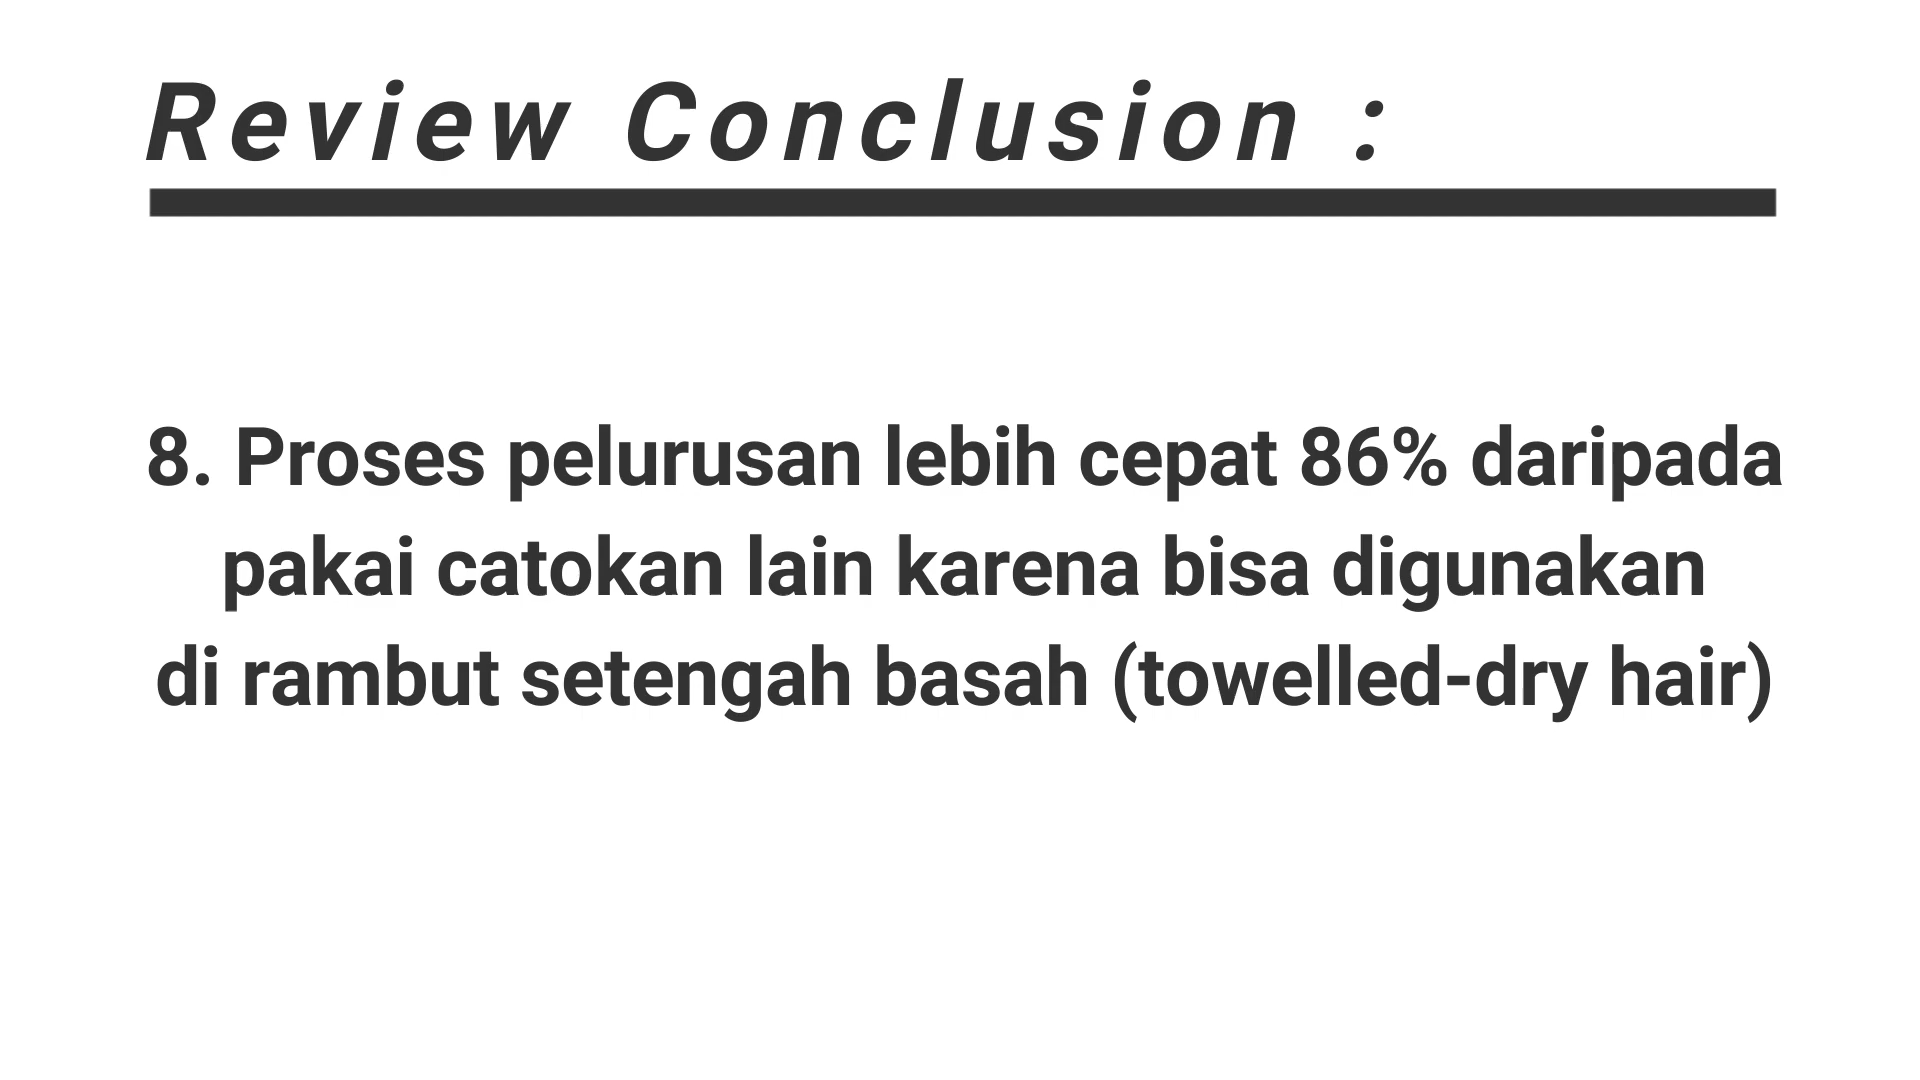 Review Conclusion :
8. Proses pelurusan lebih cepat 86% daripada
pakai catokan lain karena bisa digunakan
di rambut setengah basah (towelled-dry hair)